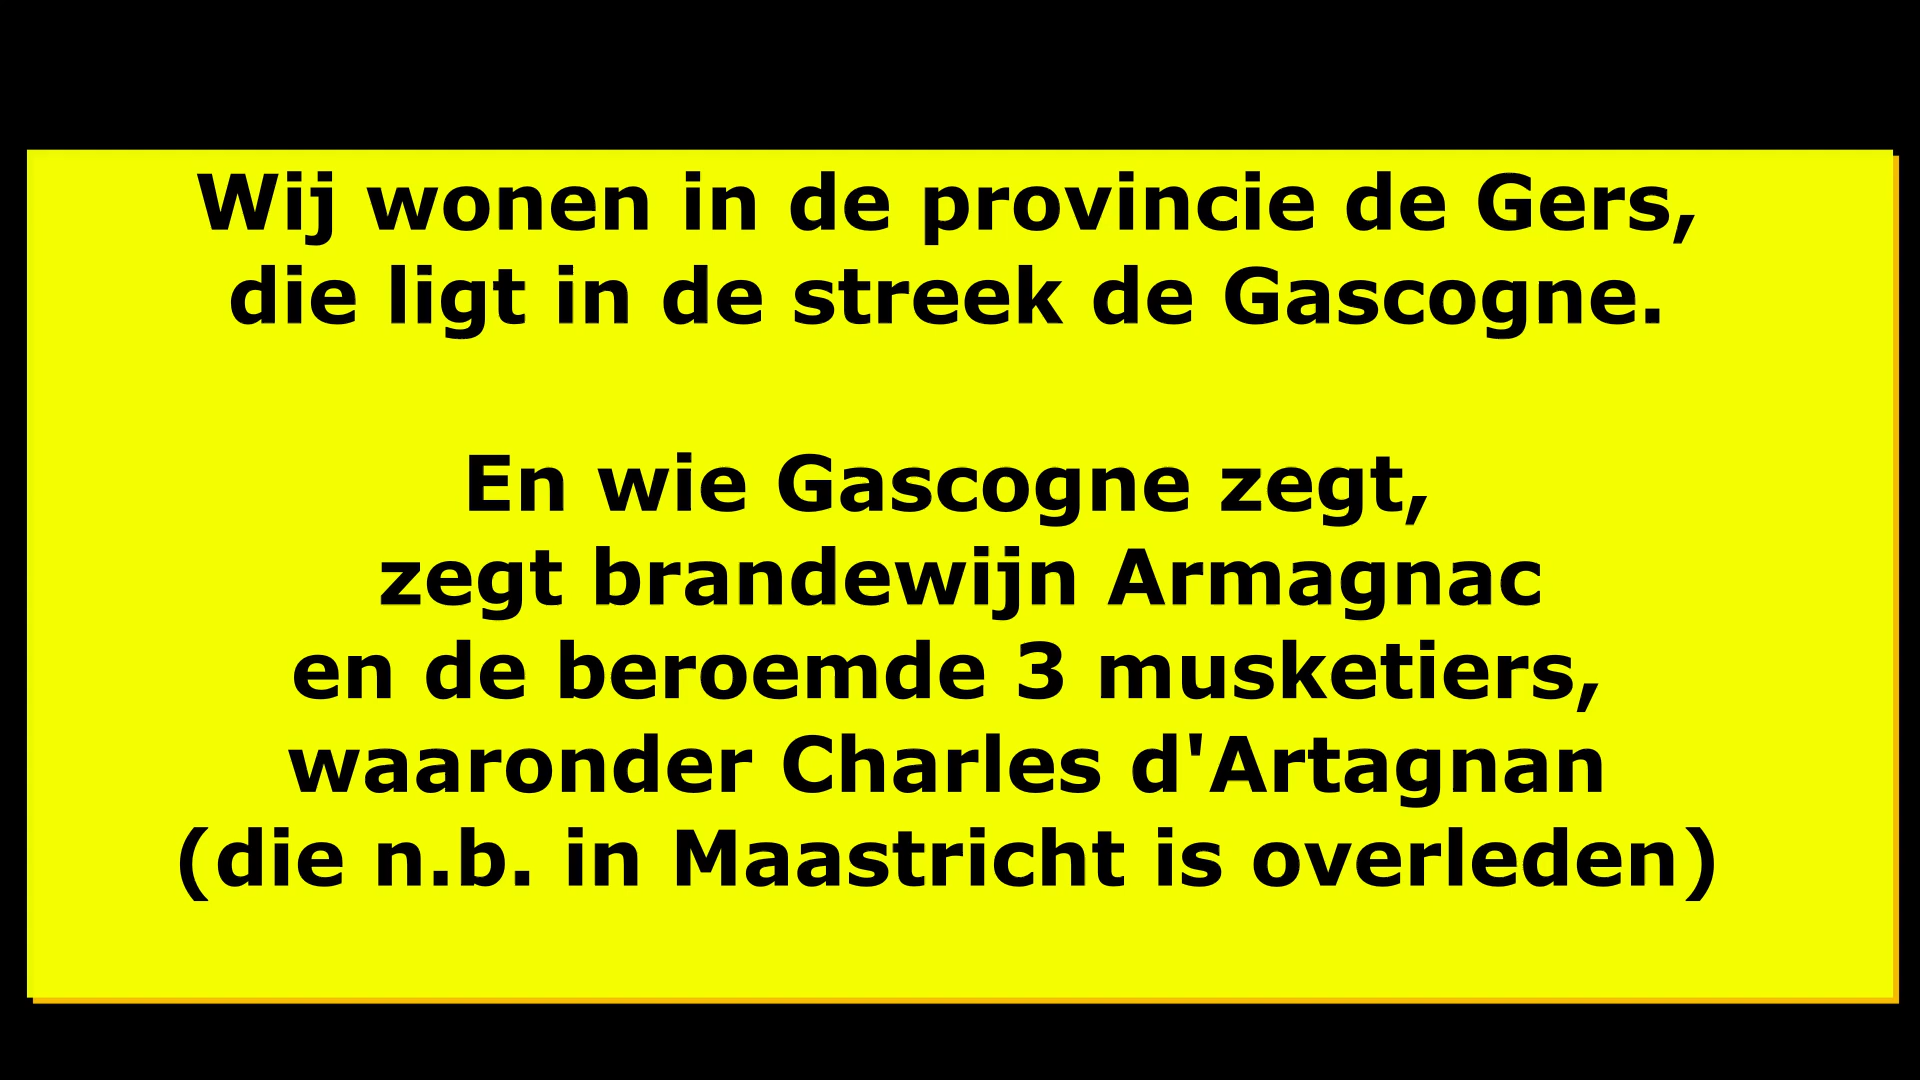 Wij wonen in de provincie de Gers,
die ligt in de streek de Gascogne.
En wie Gascogne zegt,
zegt brandewijn Armagnac
en de beroemde 3 musketiers,
waaronder Charles d'Artagnan
(die n.b. in Maastricht is overleden)